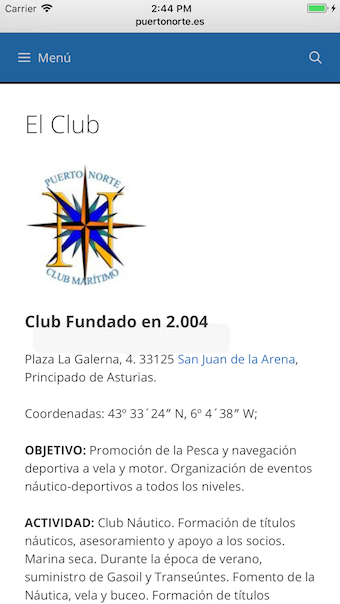 Carrier 2:44 PM
puertonorte.es
Menú
El Club
PUERTO NORTE
N
CLUB MARÍTIMO
Club Fundado en 2.004
Plaza La Galerna, 4. 33125 San Juan de la Arena,
Principado de Asturias.
Coordenadas: 43º 33´24″ N, 6º 4´38″ W;
OBJETIVO: Promoción de la Pesca y navegación
deportiva a vela y motor. Organización de eventos
náutico-deportivos a todos los niveles.
ACTIVIDAD: Club Náutico. Formación de títulos
náuticos, asesoramiento y apoyo a los socios.
Marina seca. Durante la época de verano,
suministro de Gasoil y Transeúntes. Fomento de la
Náutica, vela y buceo. Formación de títulos